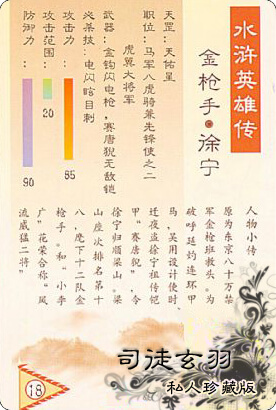 水浒英雄传
金枪手·涂宁
天罡：天佑星
职位：马军八虎骑兼先锋使之二
虎翼大将军
武器：金钩闪电枪，赛唐猊无敌铠
必杀技：电闪暗目刺
攻击力：
85
攻击范围：
20
防御力：
90
人物小传：
原为东京八十万禁
军金枪班教头。为
破呼延灼连环甲
马，吴用设计使时
迁夜盗徐宁祖传铠
甲“赛唐猊”，令
徐宁归顺梁山。梁
山座次排名第十
八，麾下十二队金
枪手。和“小李
广”花荣合称“风
流威猛二将”
司徒玄羽
私人珍藏版
18